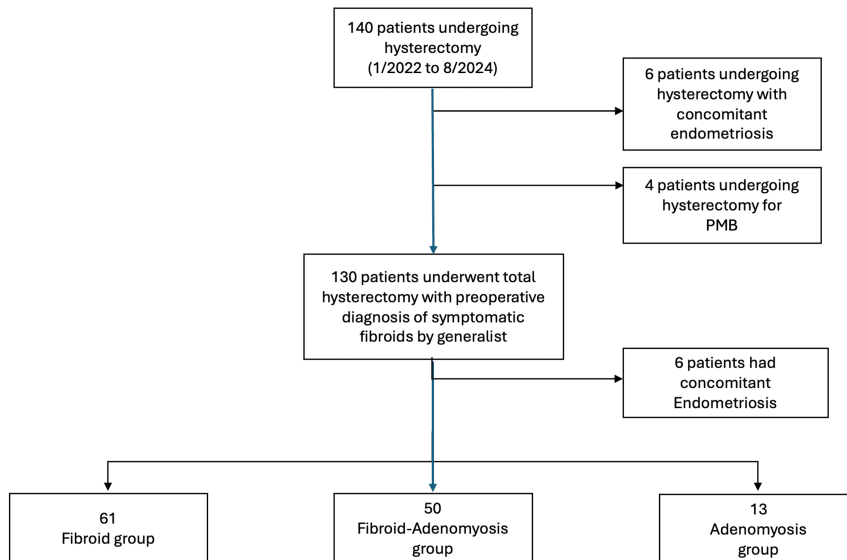 140 patients undergoing
hysterectomy
(1/2022 to 8/2024)
6 patients undergoing
hysterectomy with
concomitant
endometriosis
4 patients undergoing
hysterectomy for
PMB
130 patients underwent total
hysterectomy with preoperative
diagnosis of symptomatic
fibroids by generalist
6 patients had
concomitant
Endometriosis
61
Fibroid group
50
Fibroid-Adenomyosis
group
13
Adenomyosis
group